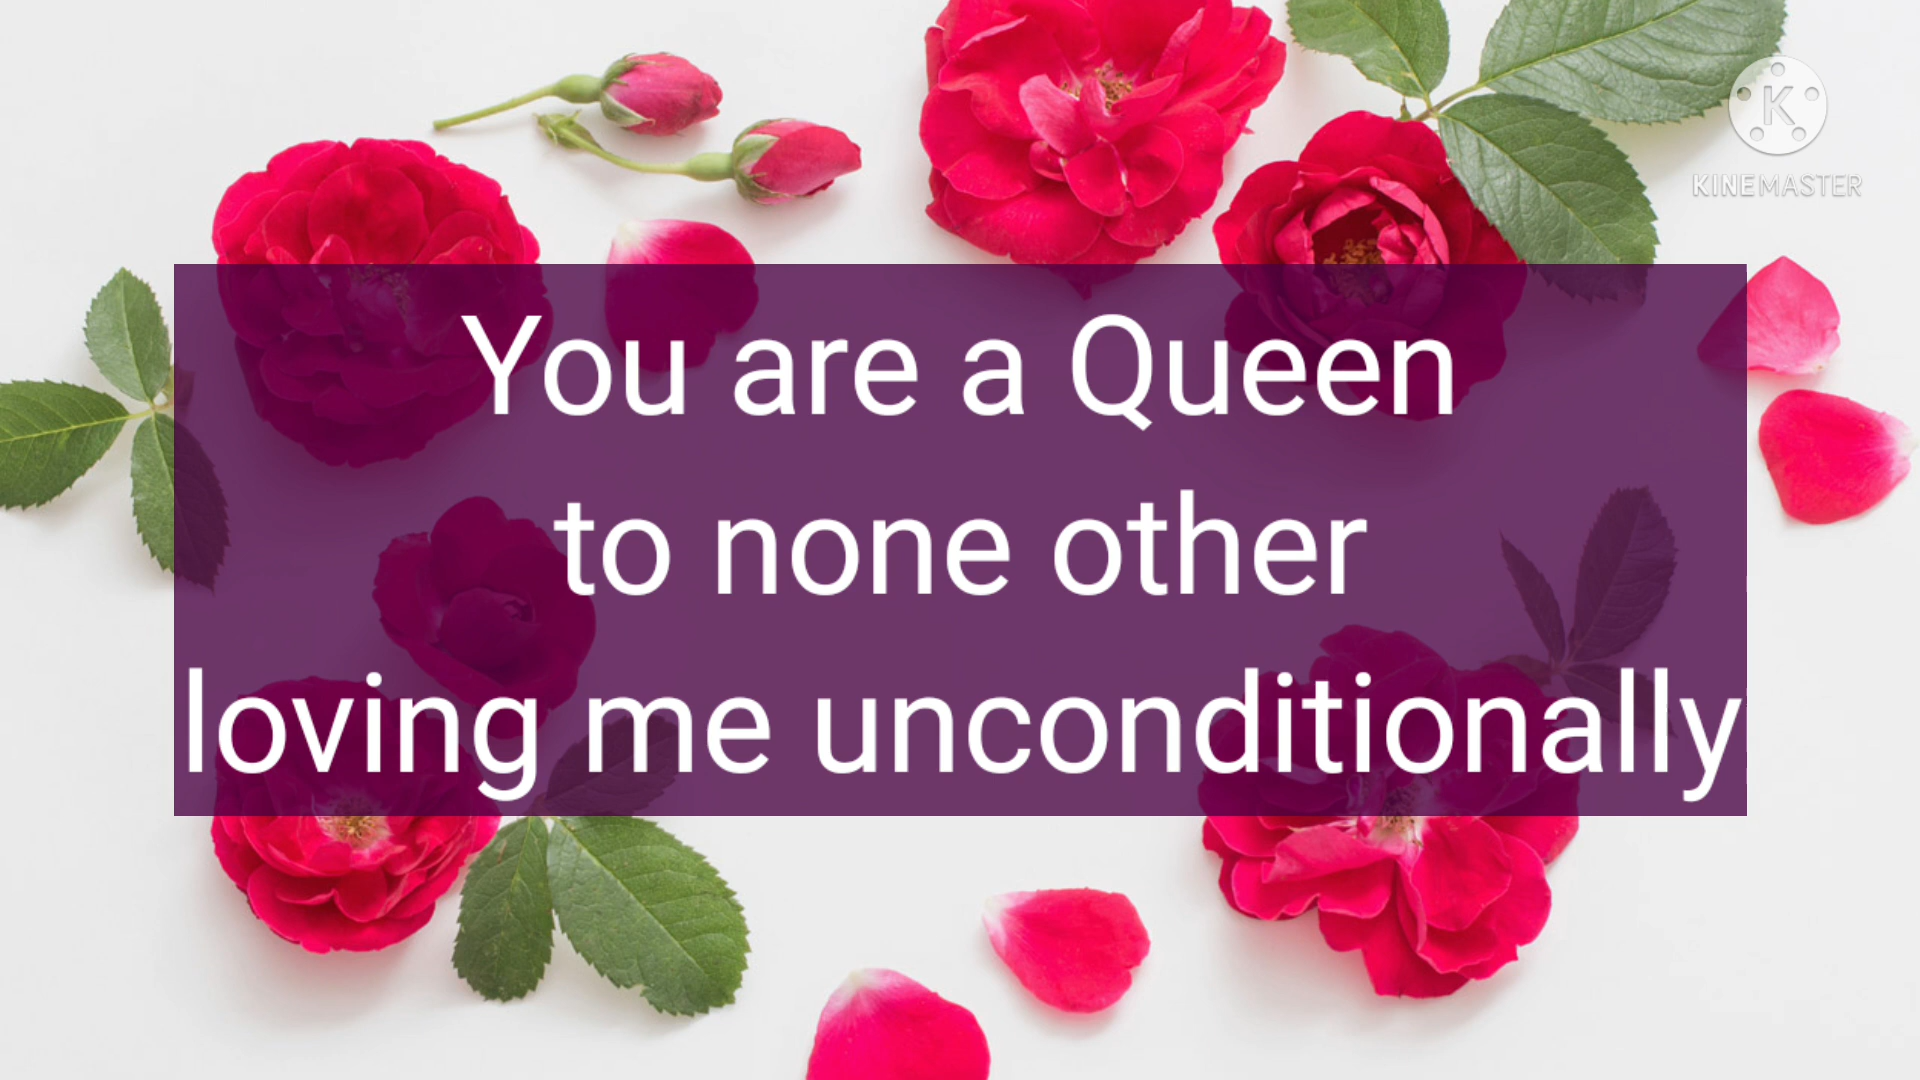 K
KINEMASTER
You are a Queen
to none other
loving me unconditionally